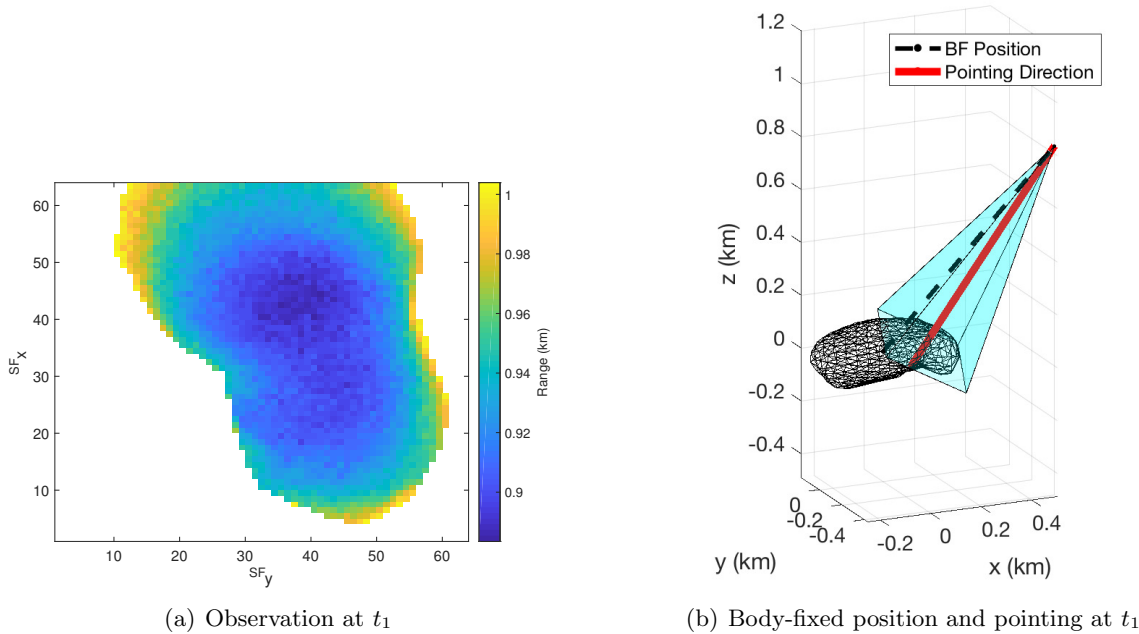 60
50
40
30
20
10
10 20 30 40 50 60
SFx
SFy
1
0.98
0.96
0.94
0.92
0.9
Range (km)
(a) Observation at t1
1.2
1
0.8
0.6
0.4
0.2
0
-0.2
-0.4
z (km)
BF Position
Pointing Direction
0
-0.2
-0.4
y (km)
-0.2 0 0.2 0.4
x (km)
(b) Body-fixed position and pointing at t1